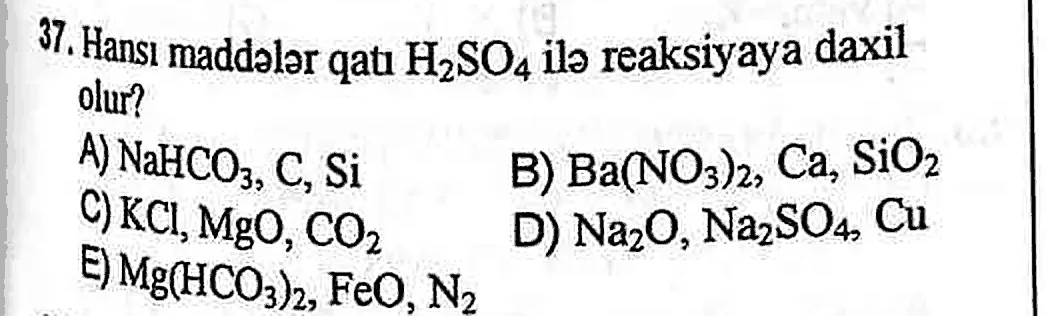 37. Hansı maddələr qatı H₂SO₄ ilə reaksiyaya daxil
olur?
A) NaHCO₃, C, Si B) Ba(NO₃)₂, Ca, SiO₂
C) KCl, MgO, CO₂ D) Na₂O, Na₂SO₄, Cu
E) Mg(HCO₃)₂, FeO, N₂